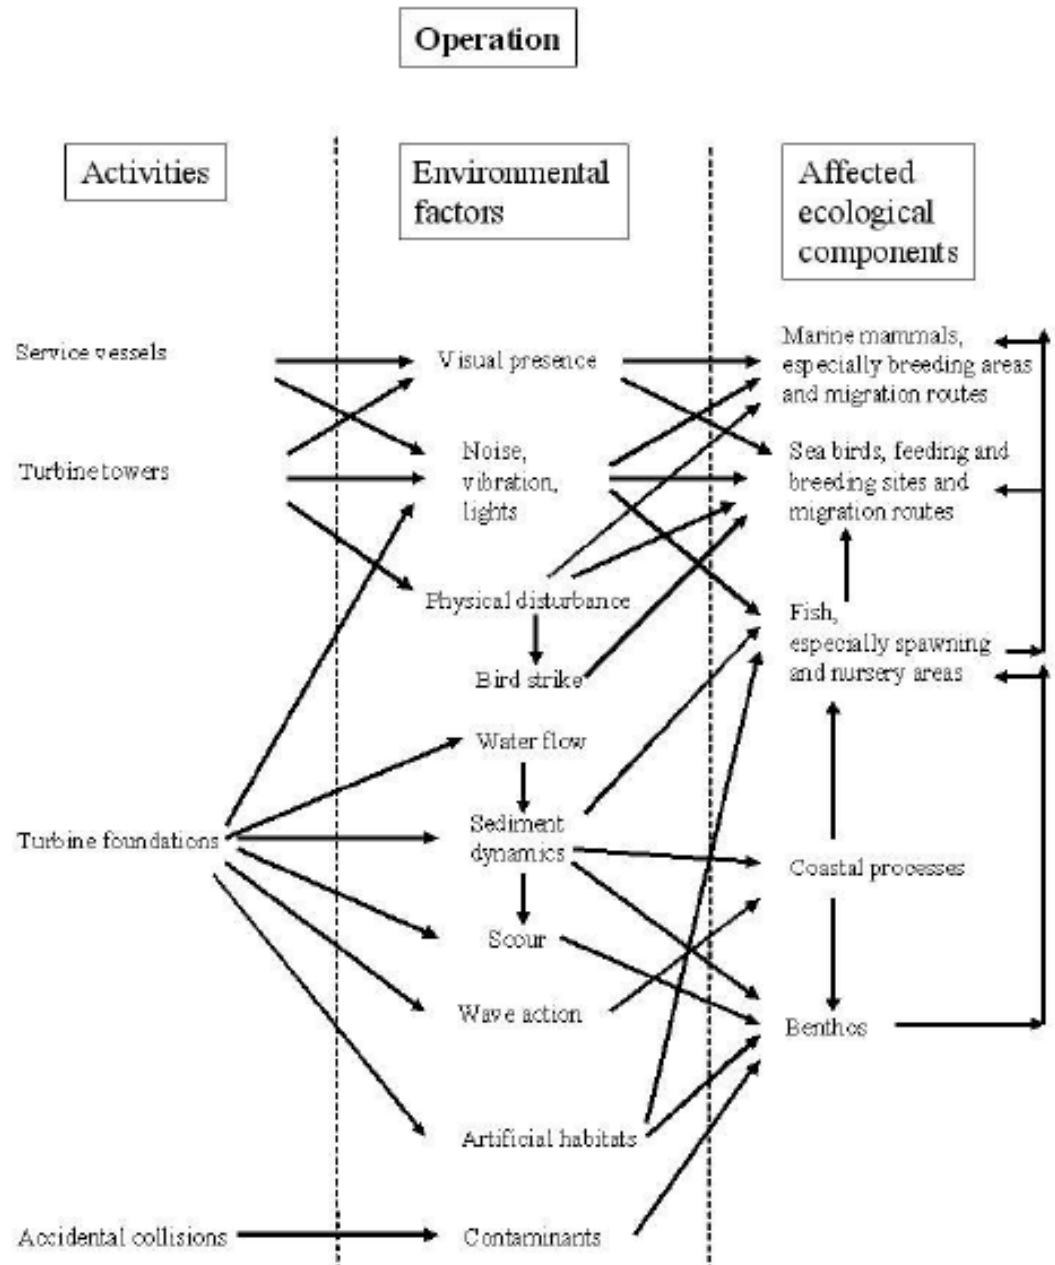 Operation
Activities
Environmental
factors
Affected
ecological
components
Service vessels
Turbine towers
Turbine foundations
Accidental collisions
Visual presence
Noise,
vibration,
lights
Physical disturbance
Bird strike
Water flow
Sediment
dynamics
Scour
Wave action
Artificial habitats
Contaminants
Marine mammals,
especially breeding areas
and migration routes
Sea birds, feeding and
breeding sites and
migration routes
Fish,
especially spawning
and nursery areas
Coastal processes
Benthos